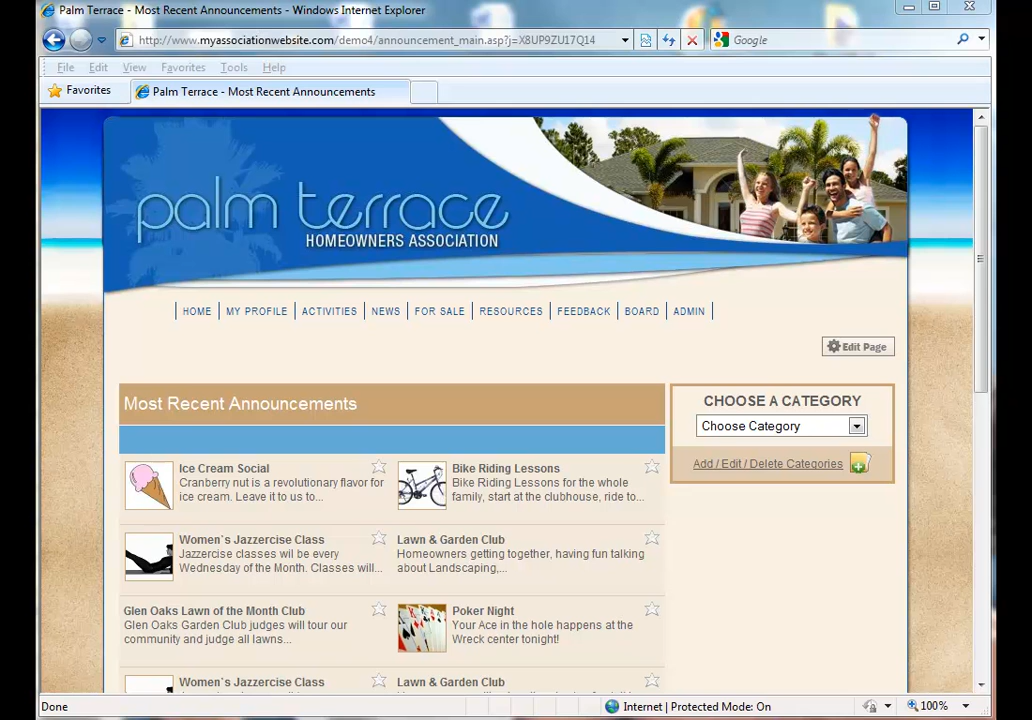 Palm Terrace - Most Recent Announcements - Windows Internet Explorer
http://www.myassociationwebsite.com/demo4/announcement_main.asp?j=X8UP9ZU17Q14
Google
File Edit View Favorites Tools Help
Favorites
Palm Terrace - Most Recent Announcements
palm terrace
HOMEOWNERS ASSOCIATION
HOME MY PROFILE ACTIVITIES NEWS FOR SALE RESOURCES FEEDBACK BOARD ADMIN
Edit Page
Most Recent Announcements
CHOOSE A CATEGORY
Choose Category
Add / Edit / Delete Categories
Ice Cream Social
Cranberry nut is a revolutionary flavor for
ice cream. Leave it to us to...
Bike Riding Lessons
Bike Riding Lessons for the whole
family, start at the clubhouse, ride to...
Women`s Jazzercise Class
Jazzercise classes wil be every
Wednesday of the Month. Classes will...
Lawn & Garden Club
Homeowners getting together, having fun talking
about Landscaping,...
Glen Oaks Lawn of the Month Club
Glen Oaks Garden Club judges will tour our
community and judge all lawns...
Poker Night
Your Ace in the hole happens at the
Wreck center tonight!
Women`s Jazzercise Class
Lawn & Garden Club
Done
Internet | Protected Mode: On
100%